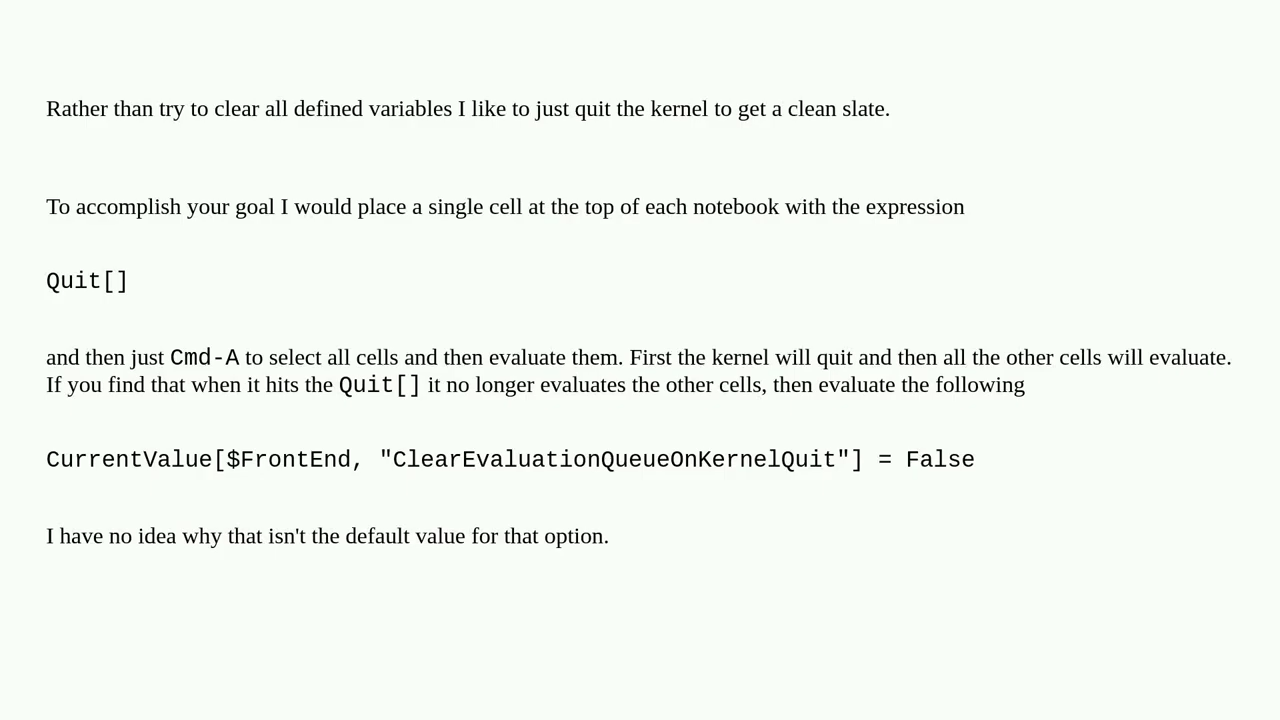 Rather than try to clear all defined variables I like to just quit the kernel to get a clean slate.
To accomplish your goal I would place a single cell at the top of each notebook with the expression
Quit[]
and then just Cmd-A to select all cells and then evaluate them. First the kernel will quit and then all the other cells will evaluate.
If you find that when it hits the Quit[] it no longer evaluates the other cells, then evaluate the following
CurrentValue[$FrontEnd, "ClearEvaluationQueueOnKernelQuit"] = False
I have no idea why that isn't the default value for that option.